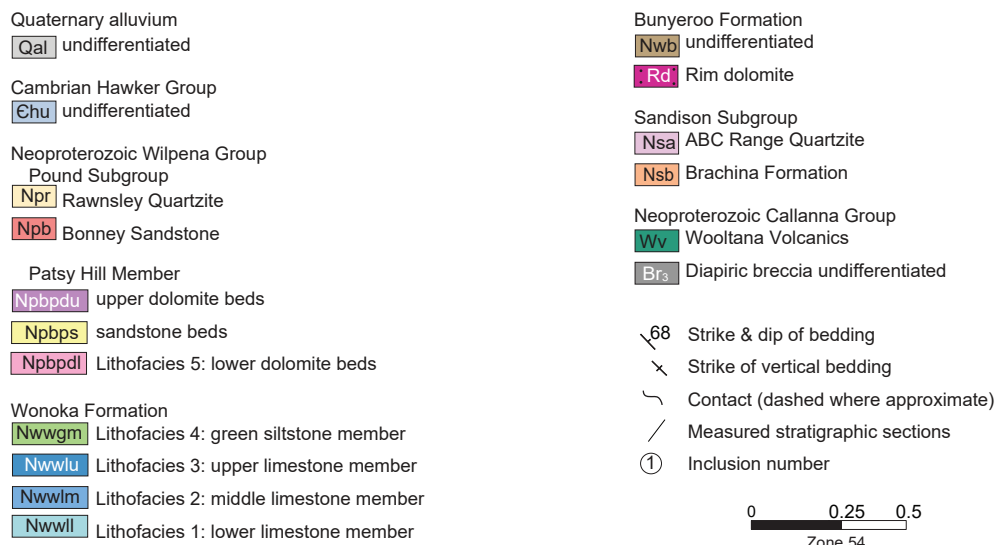 Quaternary alluvium
Qal undifferentiated
Cambrian Hawker Group
Єhu undifferentiated
Neoproterozoic Wilpena Group
Pound Subgroup
Npr Rawnsley Quartzite
Npb Bonney Sandstone
Patsy Hill Member
Npbpdu upper dolomite beds
Npbps sandstone beds
Npbpdl Lithofacies 5: lower dolomite beds
Wonoka Formation
Nwwgm Lithofacies 4: green siltstone member
Nwwlu Lithofacies 3: upper limestone member
Nwwlm Lithofacies 2: middle limestone member
Nwwll Lithofacies 1: lower limestone member
Bunyeroo Formation
Nwb undifferentiated
Rd Rim dolomite
Sandison Subgroup
Nsa ABC Range Quartzite
Nsb Brachina Formation
Neoproterozoic Callanna Group
Wv Wooltana Volcanics
Br₃ Diapiric breccia undifferentiated
68 Strike & dip of bedding
Strike of vertical bedding
Contact (dashed where approximate)
Measured stratigraphic sections
1 Inclusion number
0 0.25 0.5
Zone 54